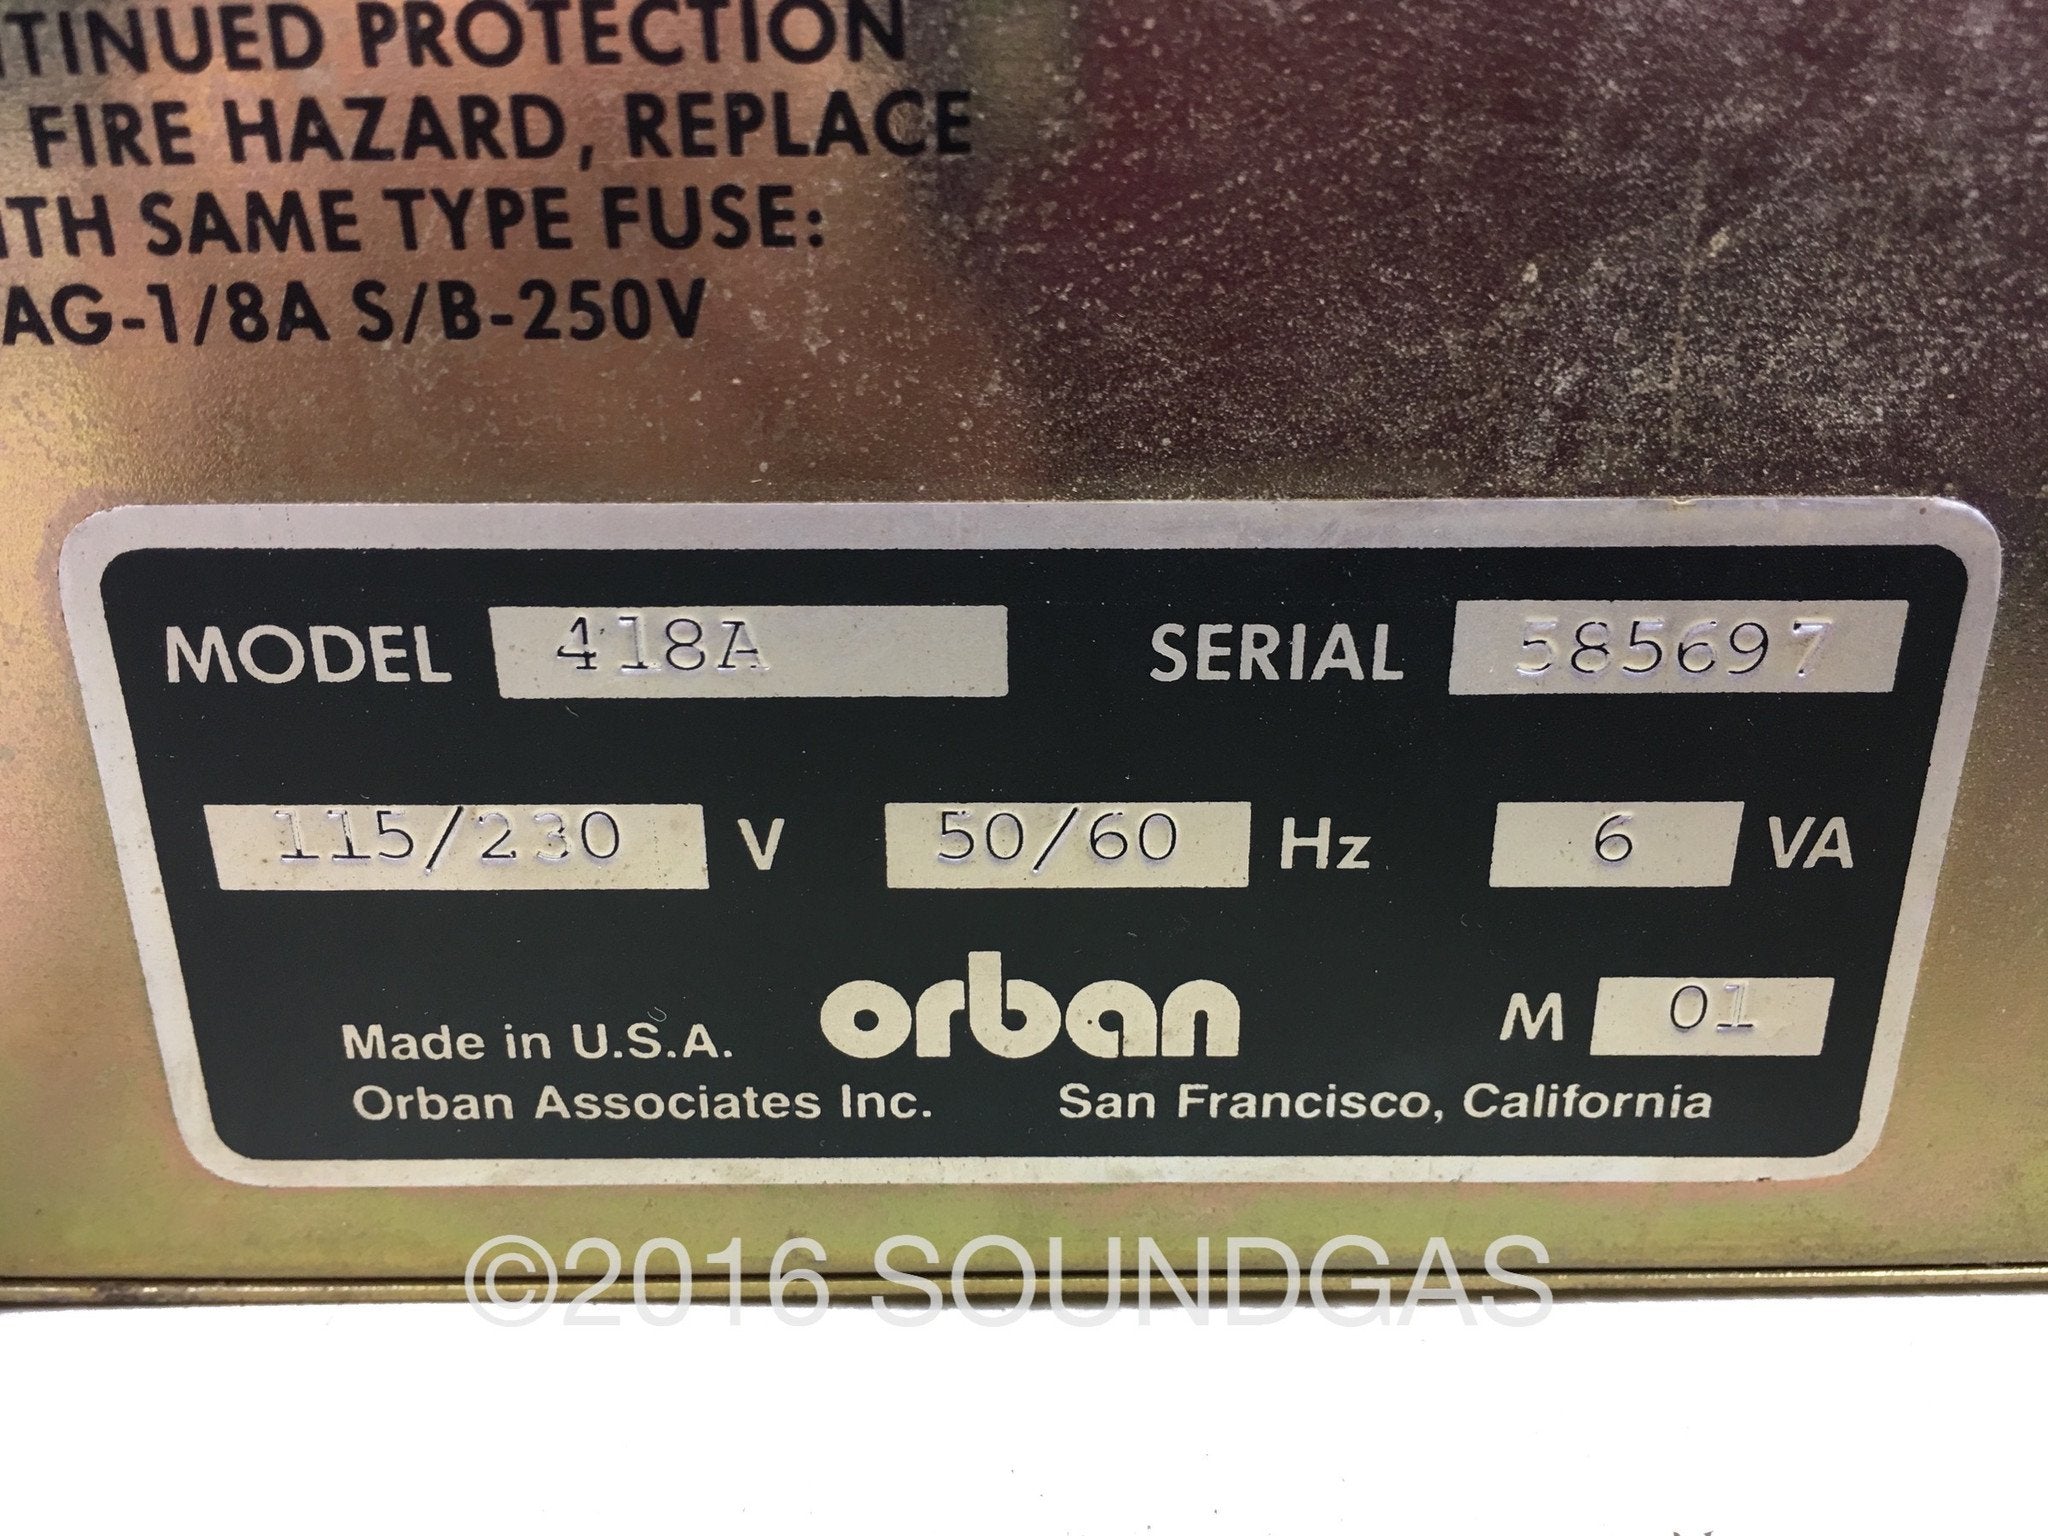 TINUED PROTECTION
FIRE HAZARD, REPLACE
ITH SAME TYPE FUSE:
AG-1/8A S/B-250V
MODEL 418A SERIAL 585697
115/230 V 50/60 Hz 6 VA
Made in U.S.A. orban M 01
Orban Associates Inc. San Francisco, California
©2016 SOUNDGAS